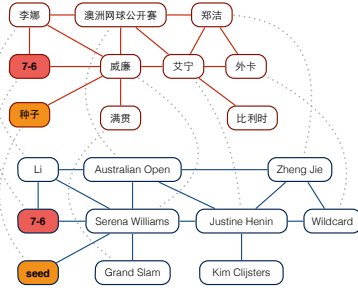 李娜 澳洲网球公开赛 郑洁
7-6 威廉 艾宁 外卡
种子 满贯 比利时
Li Australian Open Zheng Jie
7-6 Serena Williams Justine Henin Wildcard
seed Grand Slam Kim Clijsters